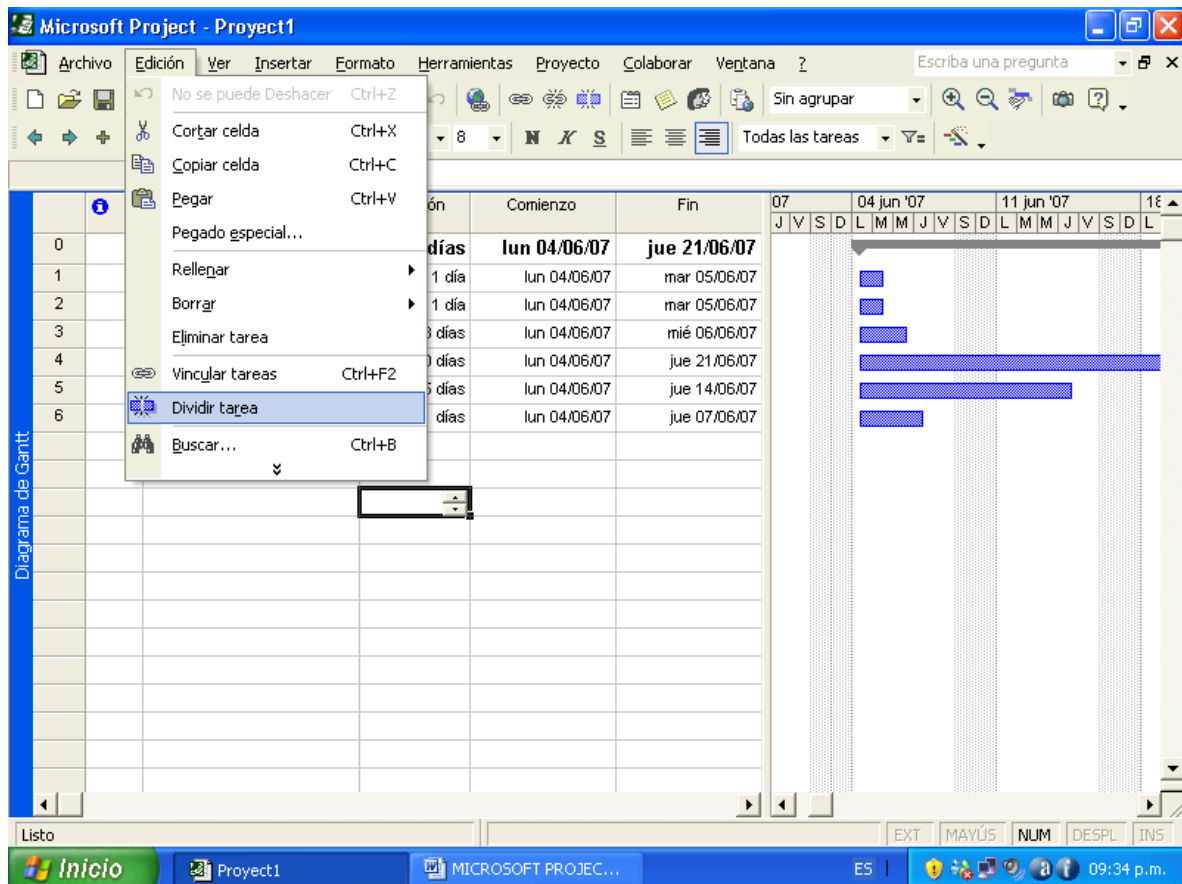 Microsoft Project - Proyect1
Archivo Edición Ver Insertar Formato Herramientas Proyecto Colaborar Ventana ? Escriba una pregunta
No se puede Deshacer Ctrl+Z
Sin agrupar
Cortar celda Ctrl+X
8 N K S Todas las tareas
Copiar celda Ctrl+C
Pegar Ctrl+V
Pegado especial...
Rellenar
Borrar
Eliminar tarea
Vincular tareas Ctrl+F2
Dividir tarea
Buscar... Ctrl+B
ón Comienzo Fin 07 04 jun '07 11 jun '07 18
J V S D L M M J V S D L M M J V S D L
0 días lun 04/06/07 jue 21/06/07
1 1 día lun 04/06/07 mar 05/06/07
2 1 día lun 04/06/07 mar 05/06/07
3 días lun 04/06/07 mié 06/06/07
4 días lun 04/06/07 jue 21/06/07
5 días lun 04/06/07 jue 14/06/07
6 días lun 04/06/07 jue 07/06/07
Diagrama de Gantt
Listo EXT MAYÚS NUM DESPL INS
Inicio Proyect1 MICROSOFT PROJEC... ES 09:34 p.m.